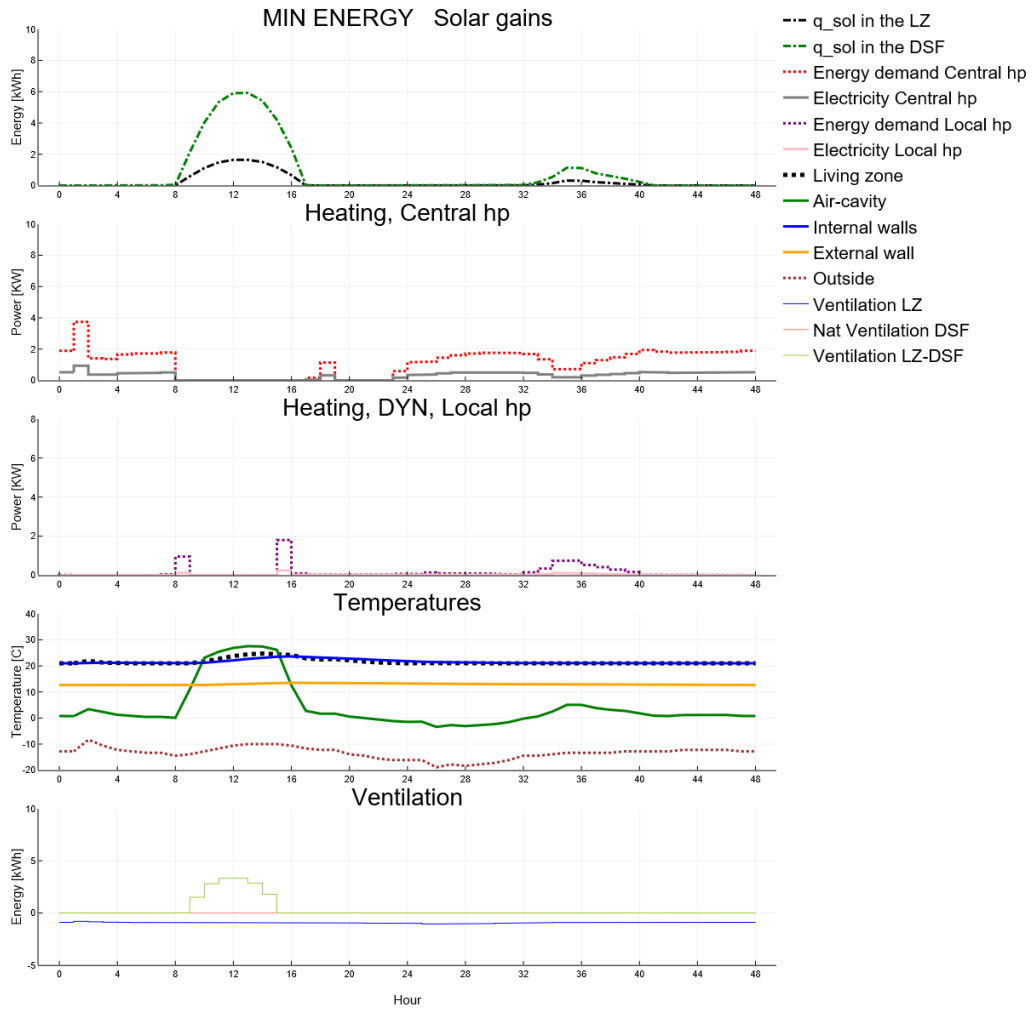 MIN ENERGY Solar gains
Energy [kWh]
10
8
6
4
2
0
0 4 8 12 16 20 24 28 32 36 40 44 48
Heating, Central hp
Power [KW]
10
8
6
4
2
0
0 4 8 12 16 20 24 28 32 36 40 44 48
Heating, DYN, Local hp
Power [KW]
8
6
4
2
0
0 4 8 12 16 20 24 28 32 36 40 44 48
Temperatures
Temperature [C]
40
30
20
10
0
-10
-20
0 4 8 12 16 20 24 28 32 36 40 44 48
Ventilation
Energy [kWh]
10
5
0
-5
0 4 8 12 16 20 24 28 32 36 40 44 48
Hour
q_sol in the LZ
q_sol in the DSF
Energy demand Central hp
Electricity Central hp
Energy demand Local hp
Electricity Local hp
Living zone
Air-cavity
Internal walls
External wall
Outside
Ventilation LZ
Nat Ventilation DSF
Ventilation LZ-DSF